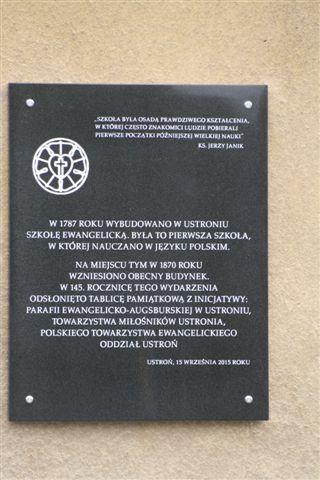 „SZKOŁA BYŁA OSADĄ PRAWDZIWEGO KSZTAŁCENIA,
W KTÓREJ CZĘSTO ZNAKOMICI LUDZIE POBIERALI
PIERWSZE POCZĄTKI PÓŹNIEJSZEJ WIELKIEJ NAUKI"
KS. JERZY JANIK
W 1787 ROKU WYBUDOWANO W USTRONIU
SZKOŁĘ EWANGELICKĄ. BYŁA TO PIERWSZA SZKOŁA,
W KTÓREJ NAUCZANO W JĘZYKU POLSKIM.
NA MIEJSCU TYM W 1870 ROKU
WZNIESIONO OBECNY BUDYNEK.
W 145. ROCZNICĘ TEGO WYDARZENIA
ODSŁONIĘTO TABLICĘ PAMIĄTKOWĄ Z INICJATYWY:
PARAFII EWANGELICKO-AUGSBURSKIEJ W USTRONIU,
TOWARZYSTWA MIŁOŚNIKÓW USTRONIA,
POLSKIEGO TOWARZYSTWA EWANGELICKIEGO
ODDZIAŁ USTROŃ
USTROŃ, 15 WRZEŚNIA 2015 ROKU